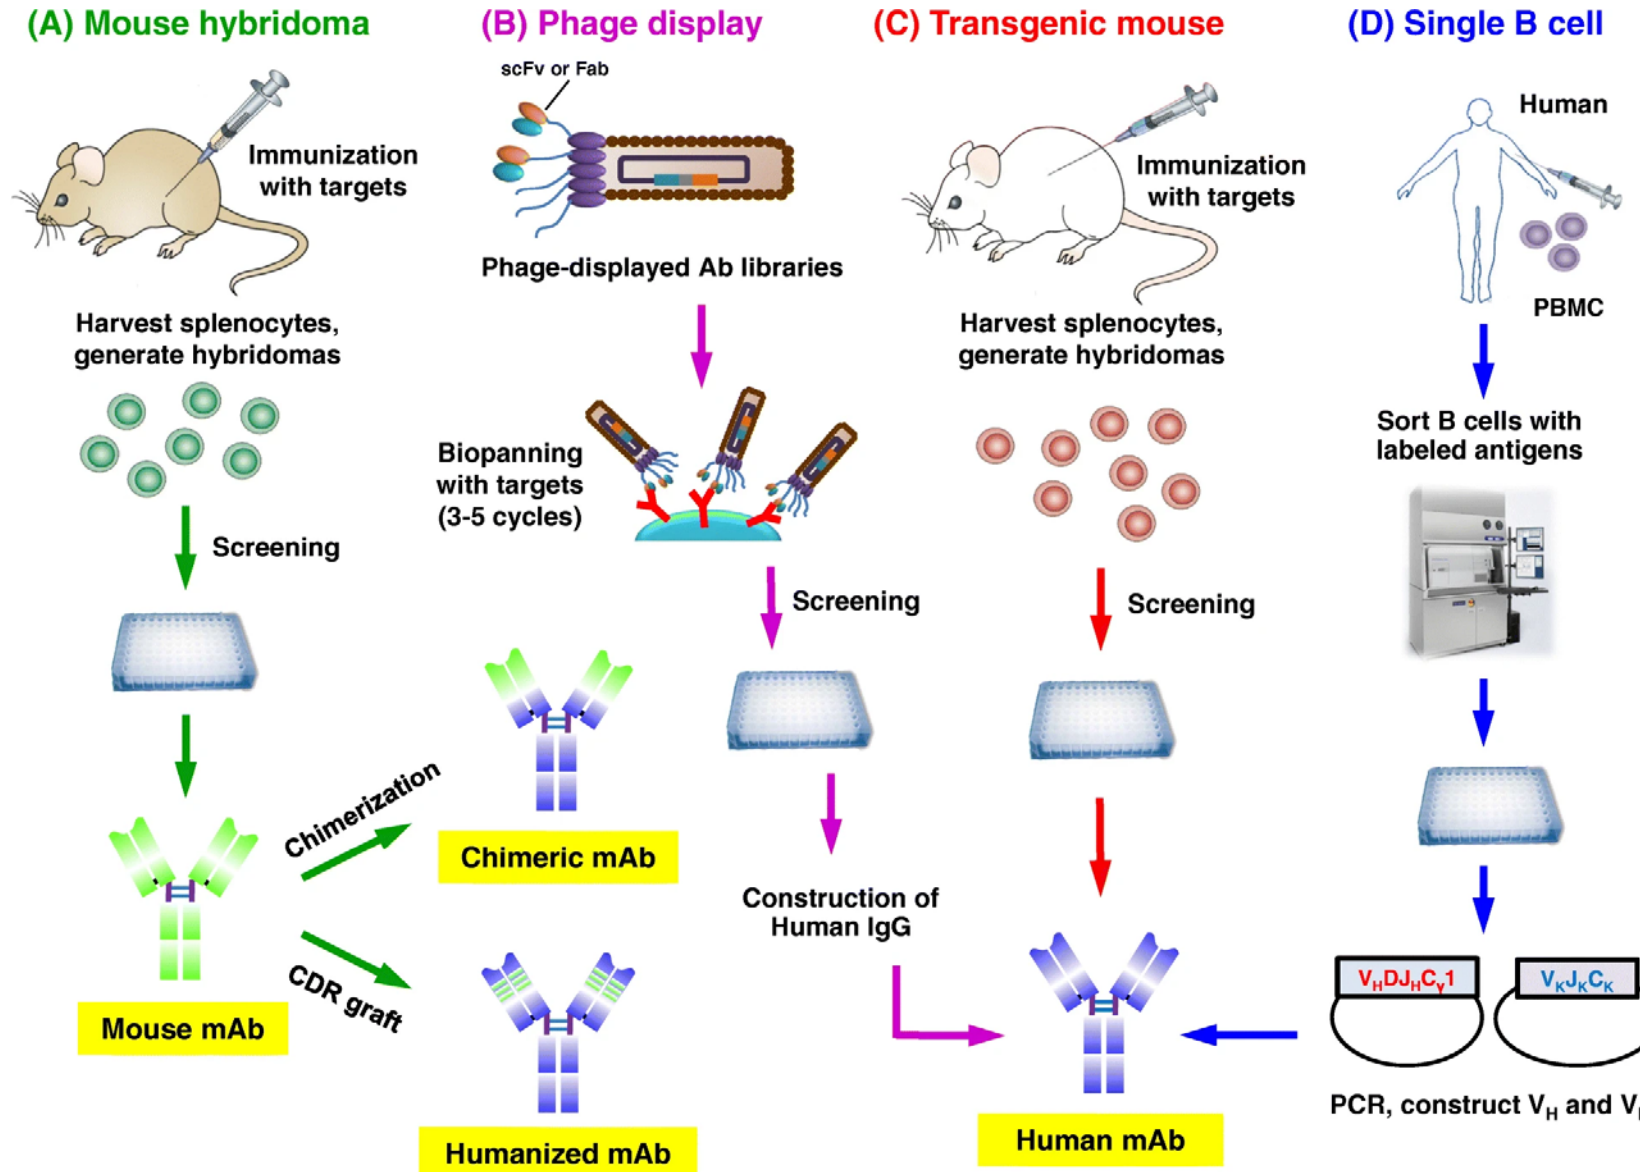 (A) Mouse hybridoma
Immunization
with targets
Harvest splenocytes,
generate hybridomas
Screening
Mouse mAb
Chimerization
Chimeric mAb
CDR graft
Humanized mAb
(B) Phage display
scFv or Fab
Phage-displayed Ab libraries
Biopanning
with targets
(3-5 cycles)
Screening
Construction of
Human IgG
(C) Transgenic mouse
Immunization
with targets
Harvest splenocytes,
generate hybridomas
Screening
Human mAb
(D) Single B cell
Human
PBMC
Sort B cells with
labeled antigens
VHDJHCγ1
VKJKCK
PCR, construct VH and V